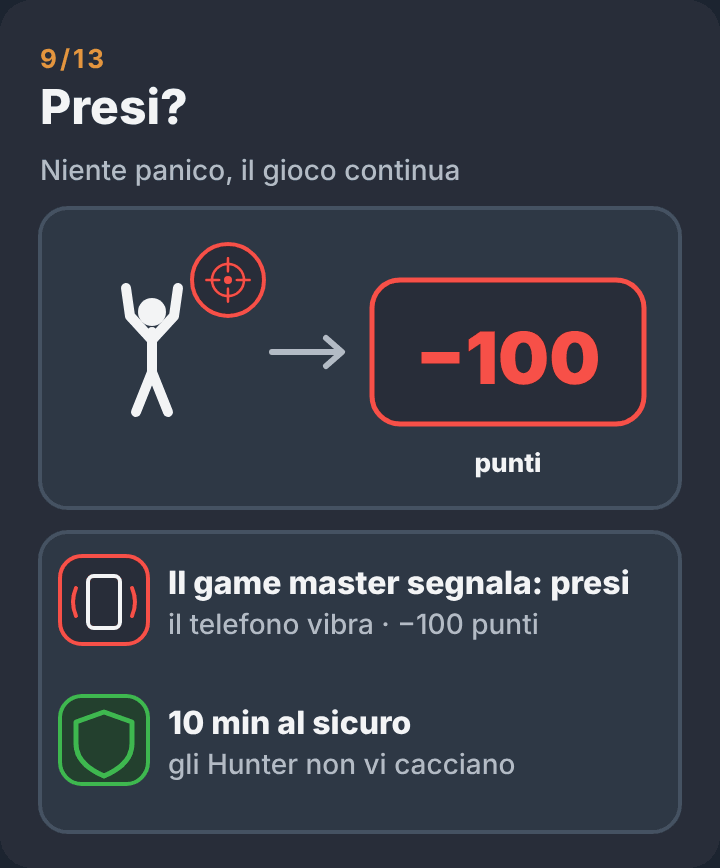 9/13
Presi?
Niente panico, il gioco continua
−100
punti
Il game master segnala: presi
il telefono vibra · −100 punti
10 min al sicuro
gli Hunter non vi cacciano